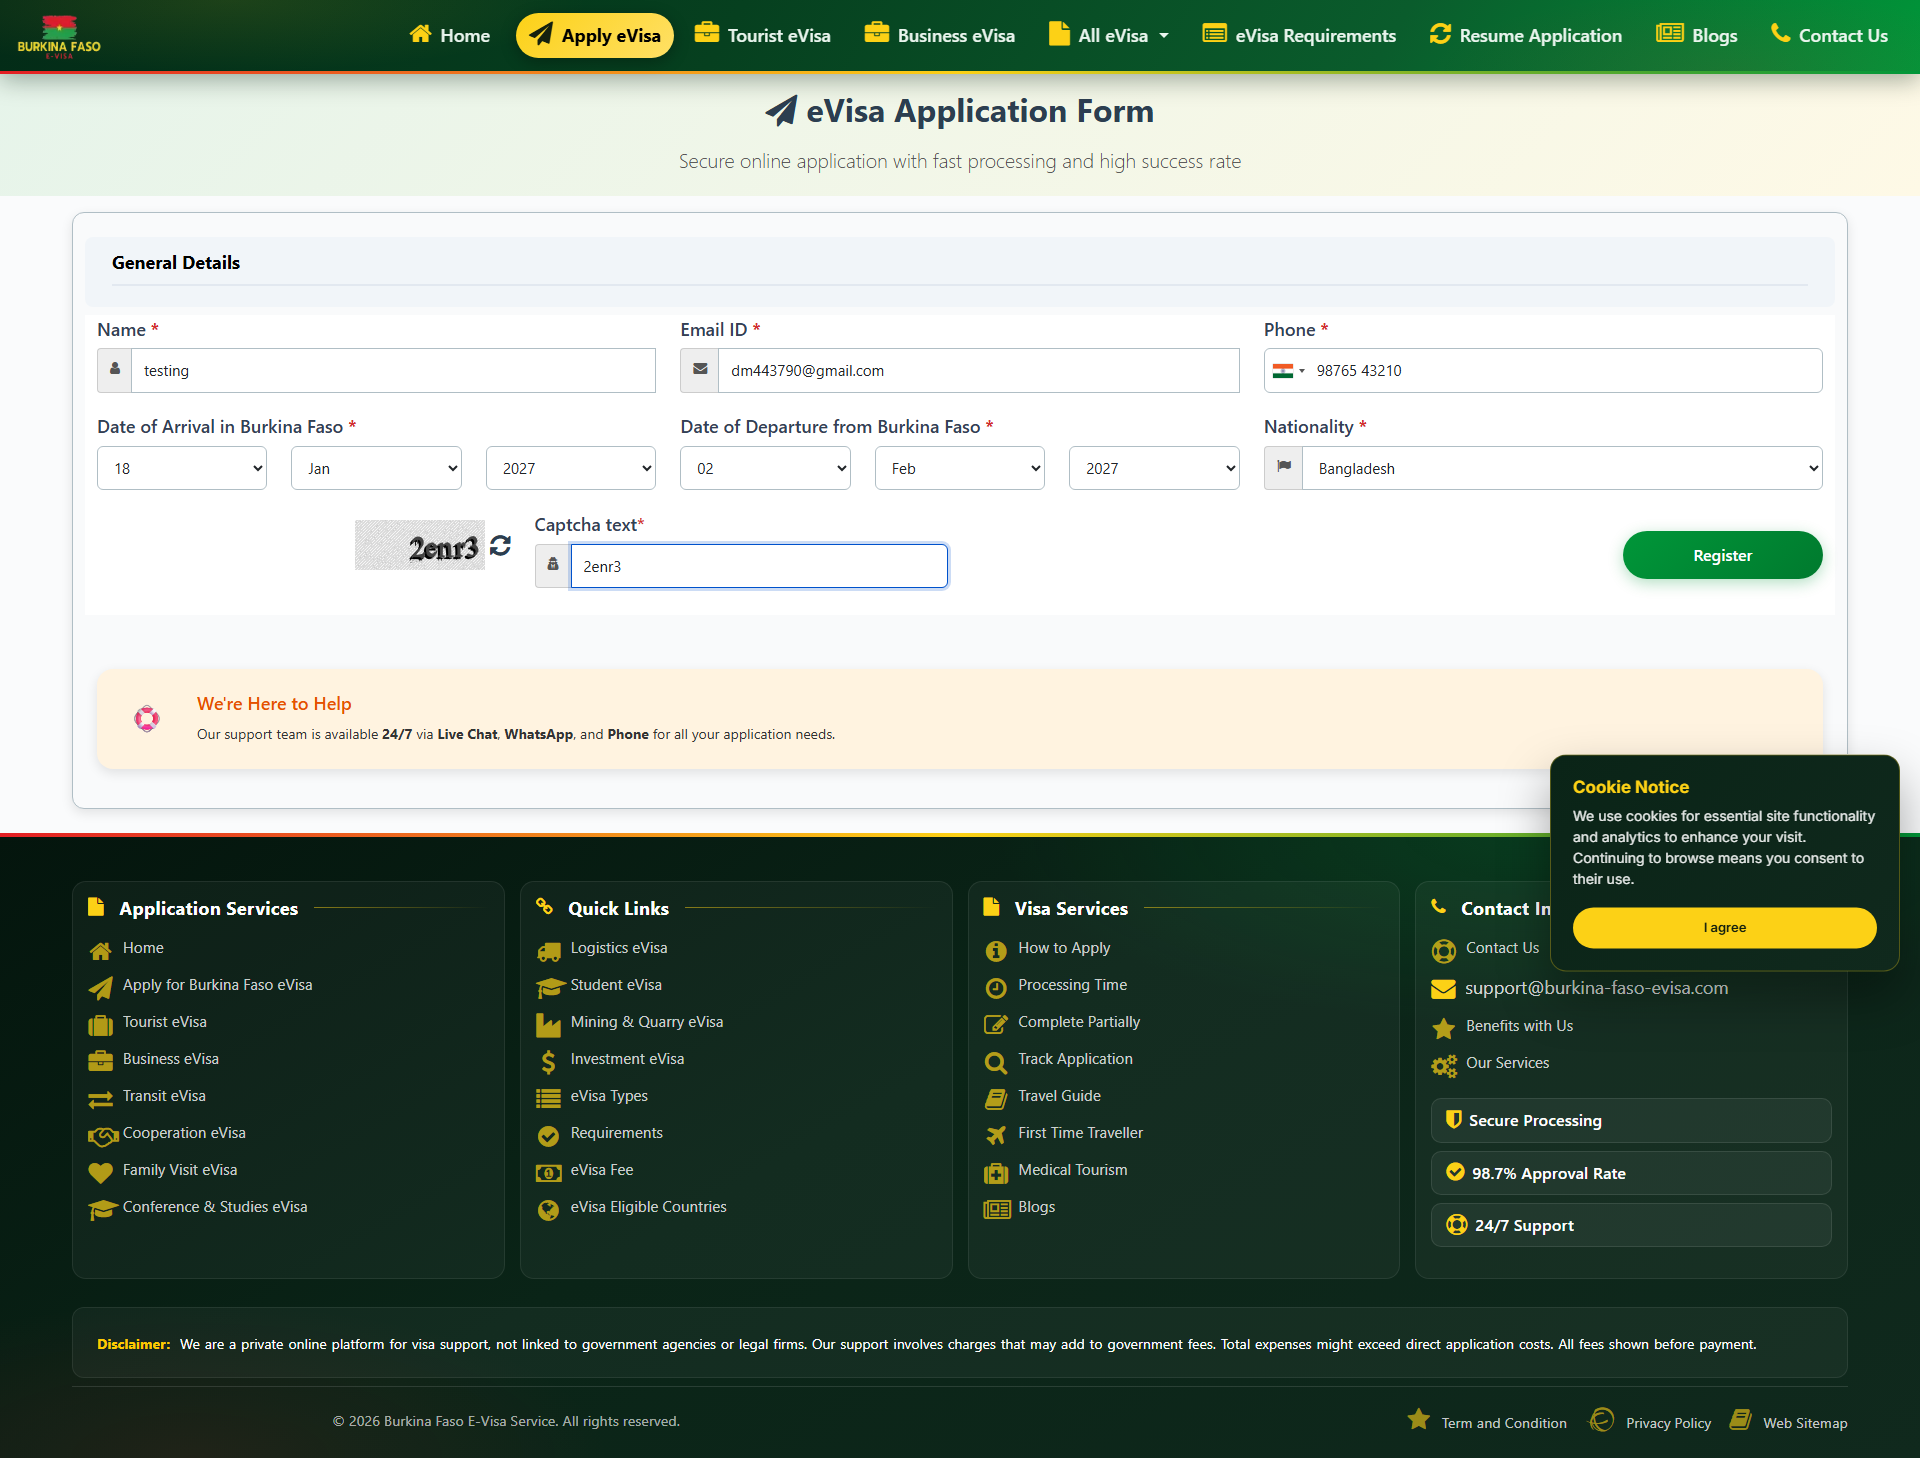 BURKINA FASO
E-VISA
Home
Apply eVisa
Tourist eVisa
Business eVisa
All eVisa
eVisa Requirements
Resume Application
Blogs
Contact Us
eVisa Application Form
Secure online application with fast processing and high success rate
General Details
Name *
Email ID *
Phone *
testing
dm443790@gmail.com
98765 43210
Date of Arrival in Burkina Faso *
Date of Departure from Burkina Faso *
Nationality *
18
Jan
2027
02
Feb
2027
Bangladesh
2enr3
Captcha text*
2enr3
Register
We're Here to Help
Our support team is available 24/7 via Live Chat, WhatsApp, and Phone for all your application needs.
Cookie Notice
We use cookies for essential site functionality
and analytics to enhance your visit.
Continuing to browse means you consent to
their use.
I agree
Application Services
Home
Apply for Burkina Faso eVisa
Tourist eVisa
Business eVisa
Transit eVisa
Cooperation eVisa
Family Visit eVisa
Conference & Studies eVisa
Quick Links
Logistics eVisa
Student eVisa
Mining & Quarry eVisa
Investment eVisa
eVisa Types
Requirements
eVisa Fee
eVisa Eligible Countries
Visa Services
How to Apply
Processing Time
Complete Partially
Track Application
Travel Guide
First Time Traveller
Medical Tourism
Blogs
Contact In
Contact Us
support@burkina-faso-evisa.com
Benefits with Us
Our Services
Secure Processing
98.7% Approval Rate
24/7 Support
Disclaimer: We are a private online platform for visa support, not linked to government agencies or legal firms. Our support involves charges that may add to government fees. Total expenses might exceed direct application costs. All fees shown before payment.
© 2026 Burkina Faso E-Visa Service. All rights reserved.
Term and Condition
Privacy Policy
Web Sitemap